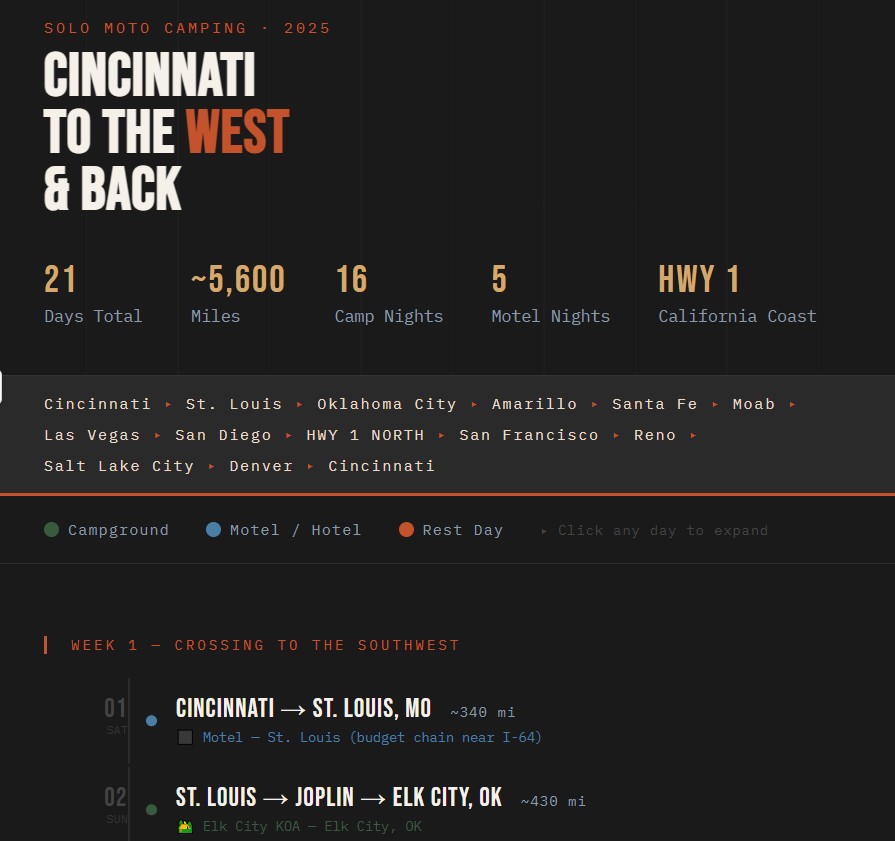 SOLO MOTO CAMPING · 2025
CINCINNATI
TO THE WEST
& BACK
21
Days Total
~5,600
Miles
16
Camp Nights
5
Motel Nights
HWY 1
California Coast
Cincinnati ▸ St. Louis ▸ Oklahoma City ▸ Amarillo ▸ Santa Fe ▸ Moab ▸
Las Vegas ▸ San Diego ▸ HWY 1 NORTH ▸ San Francisco ▸ Reno ▸
Salt Lake City ▸ Denver ▸ Cincinnati
Campground
Motel / Hotel
Rest Day
▸ Click any day to expand
WEEK 1 — CROSSING TO THE SOUTHWEST
01
SAT
CINCINNATI → ST. LOUIS, MO ~340 mi
Motel — St. Louis (budget chain near I-64)
02
SUN
ST. LOUIS → JOPLIN → ELK CITY, OK ~430 mi
Elk City KOA — Elk City, OK